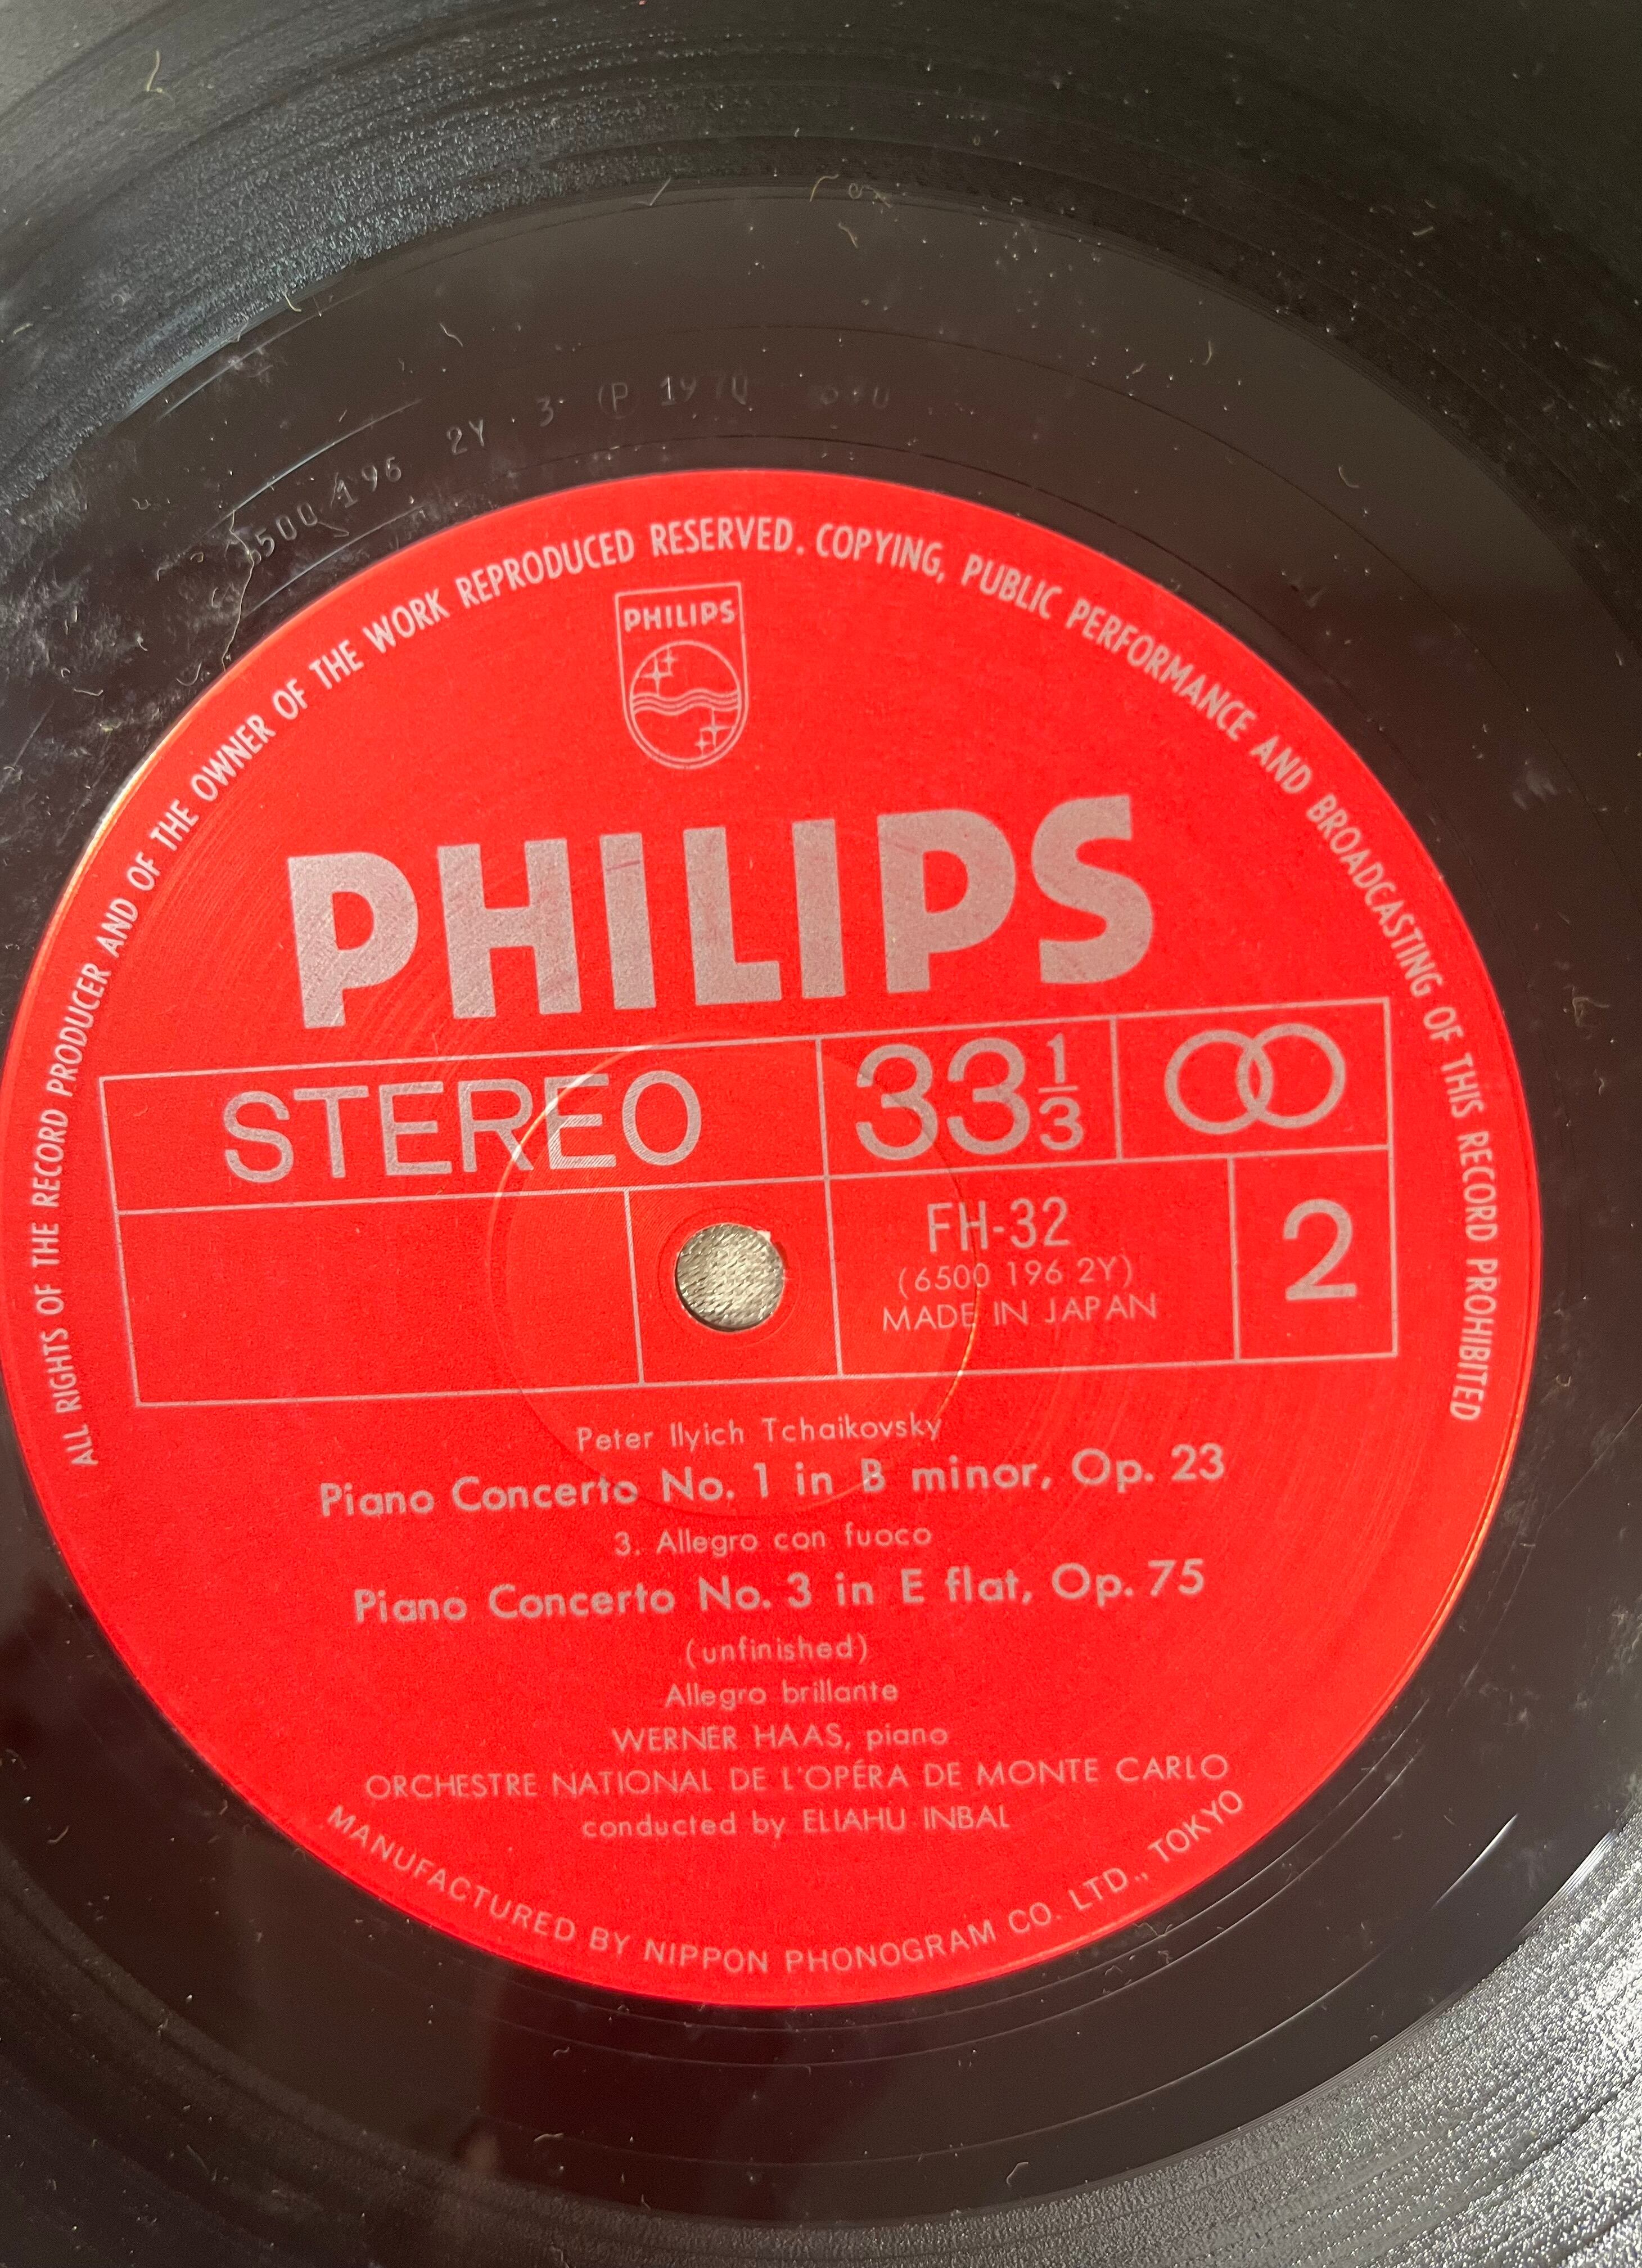 6500 196 2Y 3 (P 1970
ALL RIGHTS OF THE RECORD PRODUCER AND OF THE OWNER OF THE WORK REPRODUCED RESERVED. COPYING, PUBLIC PERFORMANCE AND BROADCASTING OF THIS RECORD PROHIBITED
PHILIPS
PHILIPS
STEREO 33 1/3
FH-32
(6500 196 2Y)
MADE IN JAPAN
2
Peter Ilyich Tchaikovsky
Piano Concerto No. 1 in B minor, Op. 23
3. Allegro con fuoco
Piano Concerto No. 3 in E flat, Op. 75
(unfinished)
Allegro brillante
WERNER HAAS, piano
ORCHESTRE NATIONAL DE L'OPÉRA DE MONTE CARLO
conducted by ELIAHU INBAL
MANUFACTURED BY NIPPON PHONOGRAM CO. LTD., TOKYO